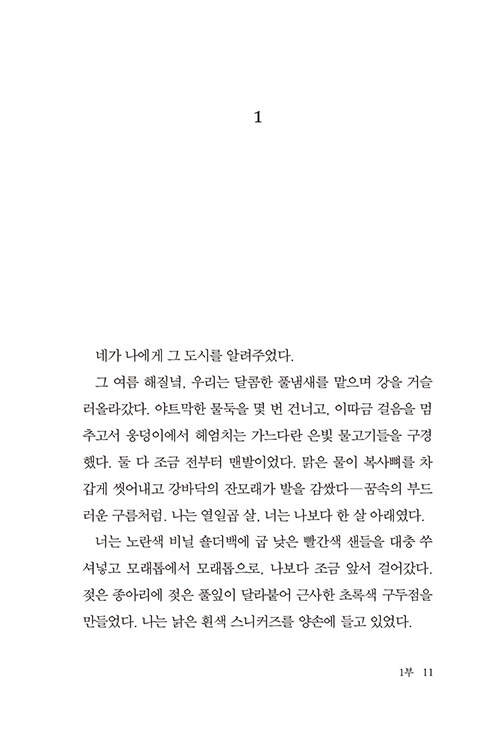 1
네가 나에게 그 도시를 알려주었다.
그 여름 해질녘, 우리는 달콤한 풀냄새를 맡으며 강을 거슬
러올라갔다. 야트막한 물둑을 몇 번 건너고, 이따금 걸음을 멈
추고서 웅덩이에서 헤엄치는 가느다란 은빛 물고기들을 구경
했다. 둘 다 조금 전부터 맨발이었다. 맑은 물이 복사뼈를 차
갑게 씻어내고 강바닥의 잔모래가 발을 감쌌다—꿈속의 부드
러운 구름처럼. 나는 열일곱 살, 너는 나보다 한 살 아래였다.
너는 노란색 비닐 숄더백에 굽 낮은 빨간색 샌들을 대충 쑤
셔넣고 모래톱에서 모래톱으로, 나보다 조금 앞서 걸어갔다.
젖은 종아리에 젖은 풀잎이 달라붙어 근사한 초록색 구두점을
만들었다. 나는 낡은 흰색 스니커즈를 양손에 들고 있었다.
1부 11